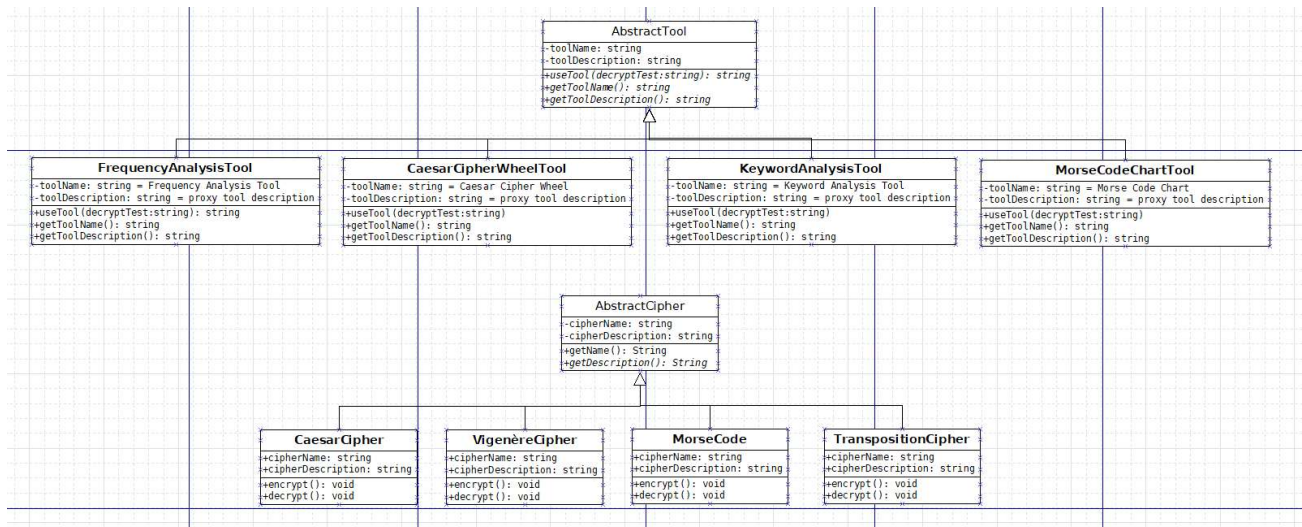 AbstractTool
-toolName: string
-toolDescription: string
+useTool(decryptTest:string): string
+getToolName(): string
+getToolDescription(): string
FrequencyAnalysisTool
-toolName: string = Frequency Analysis Tool
-toolDescription: string = proxy tool description
+useTool(decryptTest:string): string
+getToolName(): string
+getToolDescription(): string
CaesarCipherWheelTool
-toolName: string = Caesar Cipher Wheel
-toolDescription: string = proxy tool description
+useTool(decryptTest:string)
+getToolName(): string
+getToolDescription(): string
KeywordAnalysisTool
-toolName: string = Keyword Analysis Tool
-toolDescription: string = proxy tool description
+useTool(decryptTest:string)
+getToolName(): string
+getToolDescription(): string
MorseCodeChartTool
-toolName: string = Morse Code Chart
-toolDescription: string = proxy tool description
+useTool(decryptTest:string)
+getToolName(): string
+getToolDescription(): string
AbstractCipher
-cipherName: string
-cipherDescription: string
+getName(): String
+getDescription(): String
CaesarCipher
+cipherName: string
+cipherDescription: string
+encrypt(): void
+decrypt(): void
VigenèreCipher
+cipherName: string
+cipherDescription: string
+encrypt(): void
+decrypt(): void
MorseCode
+cipherName: string
+cipherDescription: string
+encrypt(): void
+decrypt(): void
TranspositionCipher
+cipherName: string
+cipherDescription: string
+encrypt(): void
+decrypt(): void